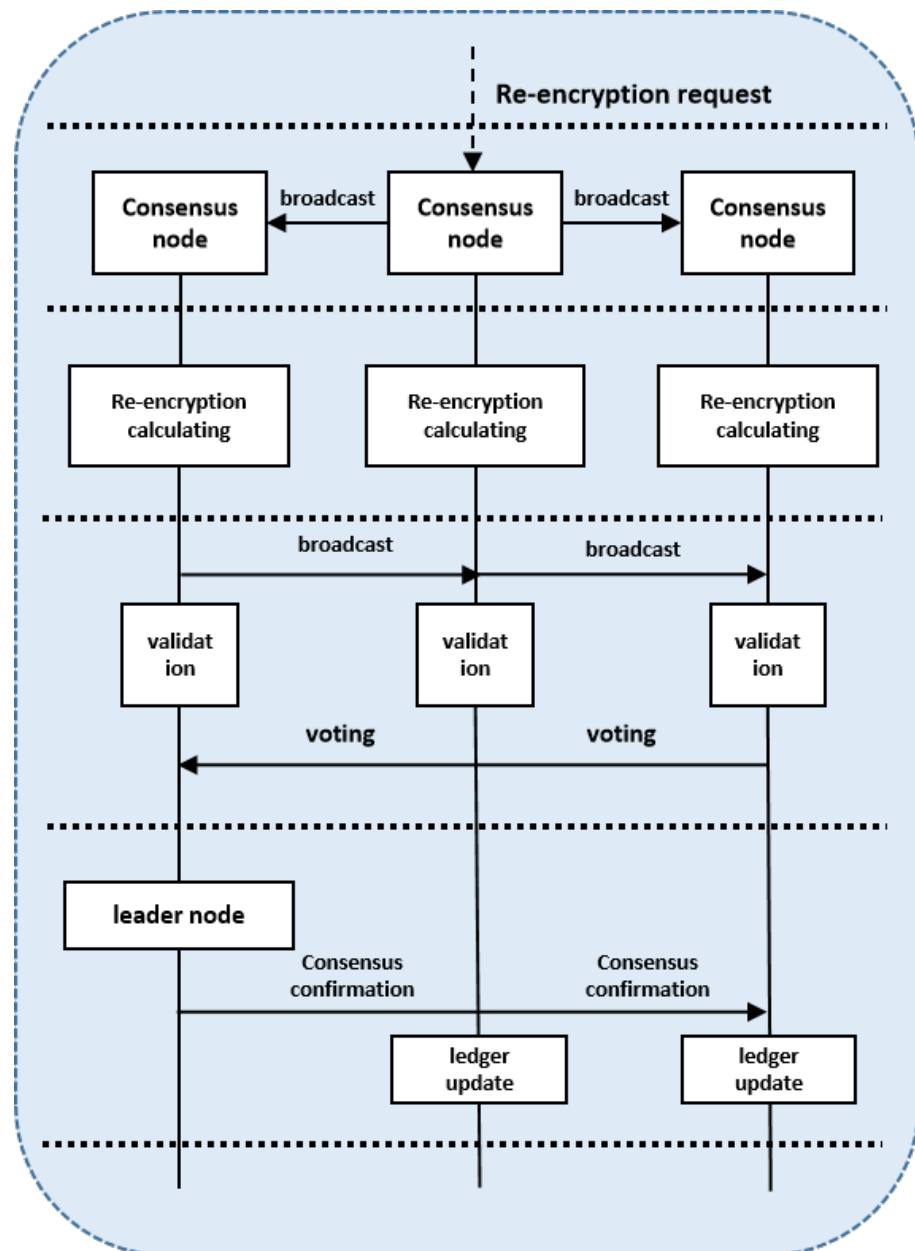 Re-encryption request
broadcast
broadcast
Consensus
node
Consensus
node
Consensus
node
Re-encryption
calculating
Re-encryption
calculating
Re-encryption
calculating
broadcast
broadcast
validat
ion
validat
ion
validat
ion
voting
voting
leader node
Consensus
confirmation
Consensus
confirmation
ledger
update
ledger
update